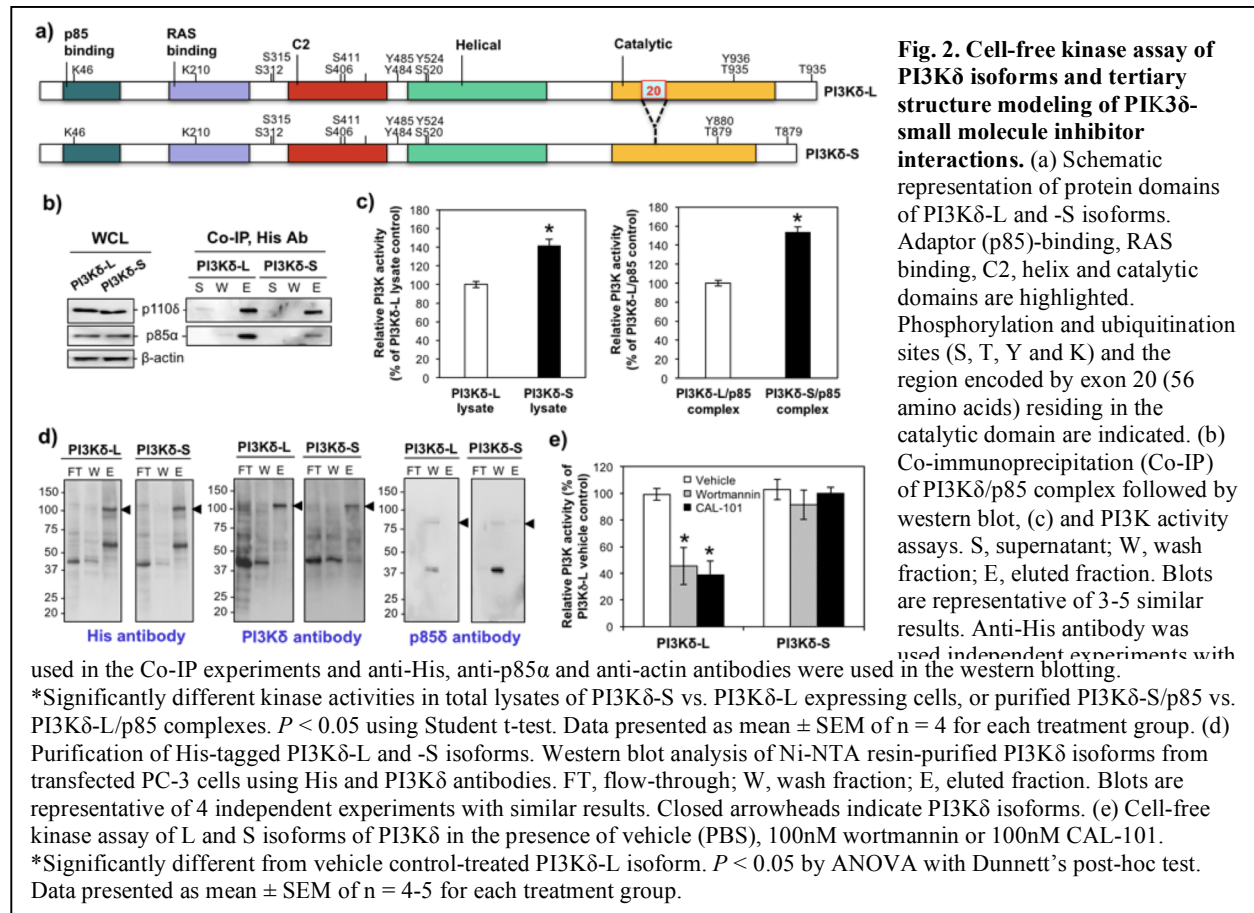 a)
p85 binding
RAS binding
C2
Helical
Catalytic
K46
K210
S315
S312
S411
S406
Y485 Y524
Y484 S520
Y936
T935
T935
20
PI3Kδ-L
K46
K210
S315
S312
S411
S406
Y485 Y524
Y484 S520
Y880
T879
T879
PI3Kδ-S
b)
WCL
Co-IP, His Ab
PI3Kδ-L
PI3Kδ-S
PI3Kδ-L PI3Kδ-S
S W E S W E
p110δ
p85α
β-actin
c)
Relative PI3K activity
(% of PI3Kδ-L lysate control)
180
160
140
120
100
80
60
40
20
0
*
PI3Kδ-L lysate
PI3Kδ-S lysate
Relative PI3K activity
(% of PI3Kδ-L/p85 control)
180
160
140
120
100
80
60
40
20
0
*
PI3Kδ-L/p85 complex
PI3Kδ-S/p85 complex
d)
PI3Kδ-L PI3Kδ-S
FT W E FT W E
150
100
75
50
37
25
20
His antibody
PI3Kδ-L PI3Kδ-S
FT W E FT W E
150
100
75
50
37
25
20
PI3Kδ antibody
PI3Kδ-L PI3Kδ-S
FT W E FT W E
150
100
75
50
37
25
20
p85δ antibody
e)
Relative PI3K activity (% of
PI3Kδ-L vehicle control)
120
100
80
60
40
20
0
Vehicle
Wortmannin
CAL-101
* *
PI3Kδ-L PI3Kδ-S
Fig. 2. Cell-free kinase assay of
PI3Kδ isoforms and tertiary
structure modeling of PIK3δ-
small molecule inhibitor
interactions. (a) Schematic
representation of protein domains
of PI3Kδ-L and -S isoforms.
Adaptor (p85)-binding, RAS
binding, C2, helix and catalytic
domains are highlighted.
Phosphorylation and ubiquitination
sites (S, T, Y and K) and the
region encoded by exon 20 (56
amino acids) residing in the
catalytic domain are indicated. (b)
Co-immunoprecipitation (Co-IP)
of PI3Kδ/p85 complex followed by
western blot, (c) and PI3K activity
assays. S, supernatant; W, wash
fraction; E, eluted fraction. Blots
are representative of 3-5 similar
results. Anti-His antibody was
used independent experiments with
used in the Co-IP experiments and anti-His, anti-p85α and anti-actin antibodies were used in the western blotting.
*Significantly different kinase activities in total lysates of PI3Kδ-S vs. PI3Kδ-L expressing cells, or purified PI3Kδ-S/p85 vs.
PI3Kδ-L/p85 complexes. P < 0.05 using Student t-test. Data presented as mean ± SEM of n = 4 for each treatment group. (d)
Purification of His-tagged PI3Kδ-L and -S isoforms. Western blot analysis of Ni-NTA resin-purified PI3Kδ isoforms from
transfected PC-3 cells using His and PI3Kδ antibodies. FT, flow-through; W, wash fraction; E, eluted fraction. Blots are
representative of 4 independent experiments with similar results. Closed arrowheads indicate PI3Kδ isoforms. (e) Cell-free
kinase assay of L and S isoforms of PI3Kδ in the presence of vehicle (PBS), 100nM wortmannin or 100nM CAL-101.
*Significantly different from vehicle control-treated PI3Kδ-L isoform. P < 0.05 by ANOVA with Dunnett's post-hoc test.
Data presented as mean ± SEM of n = 4-5 for each treatment group.